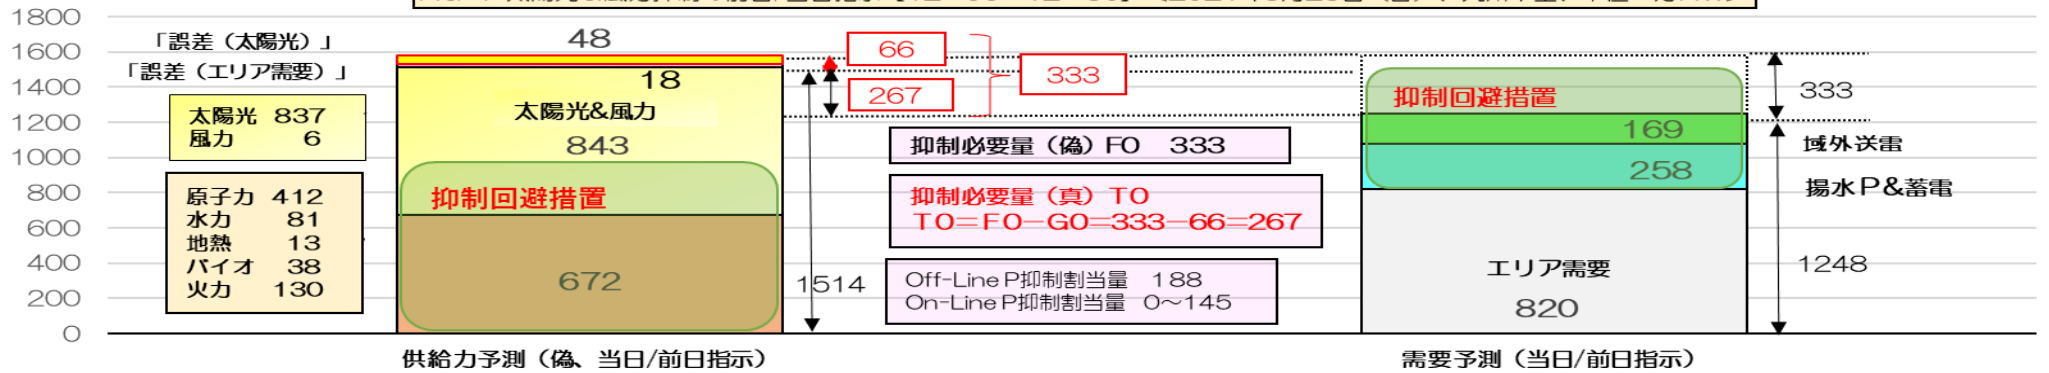 1800
1600
1400
1200
1000
800
600
400
200
0
「誤差（太陽光）」
「誤差（エリア需要）」
太陽光 837
風力 6
原子力 412
水力 81
地熱 13
バイオ 38
火力 130
48
18
太陽光&風力
843
抑制回避措置
672
供給力予測（偽、当日/前日指示）
1514
66
267
333
抑制必要量（偽）F0 333
抑制必要量（真）T0
T0=F0-G0=333-66=267
Off-Line P抑制割当量 188
On-Line P抑制割当量 0～145
抑制回避措置
169
258
エリア需要
820
需要予測（当日/前日指示）
333
域外送電
揚水P&蓄電
1248